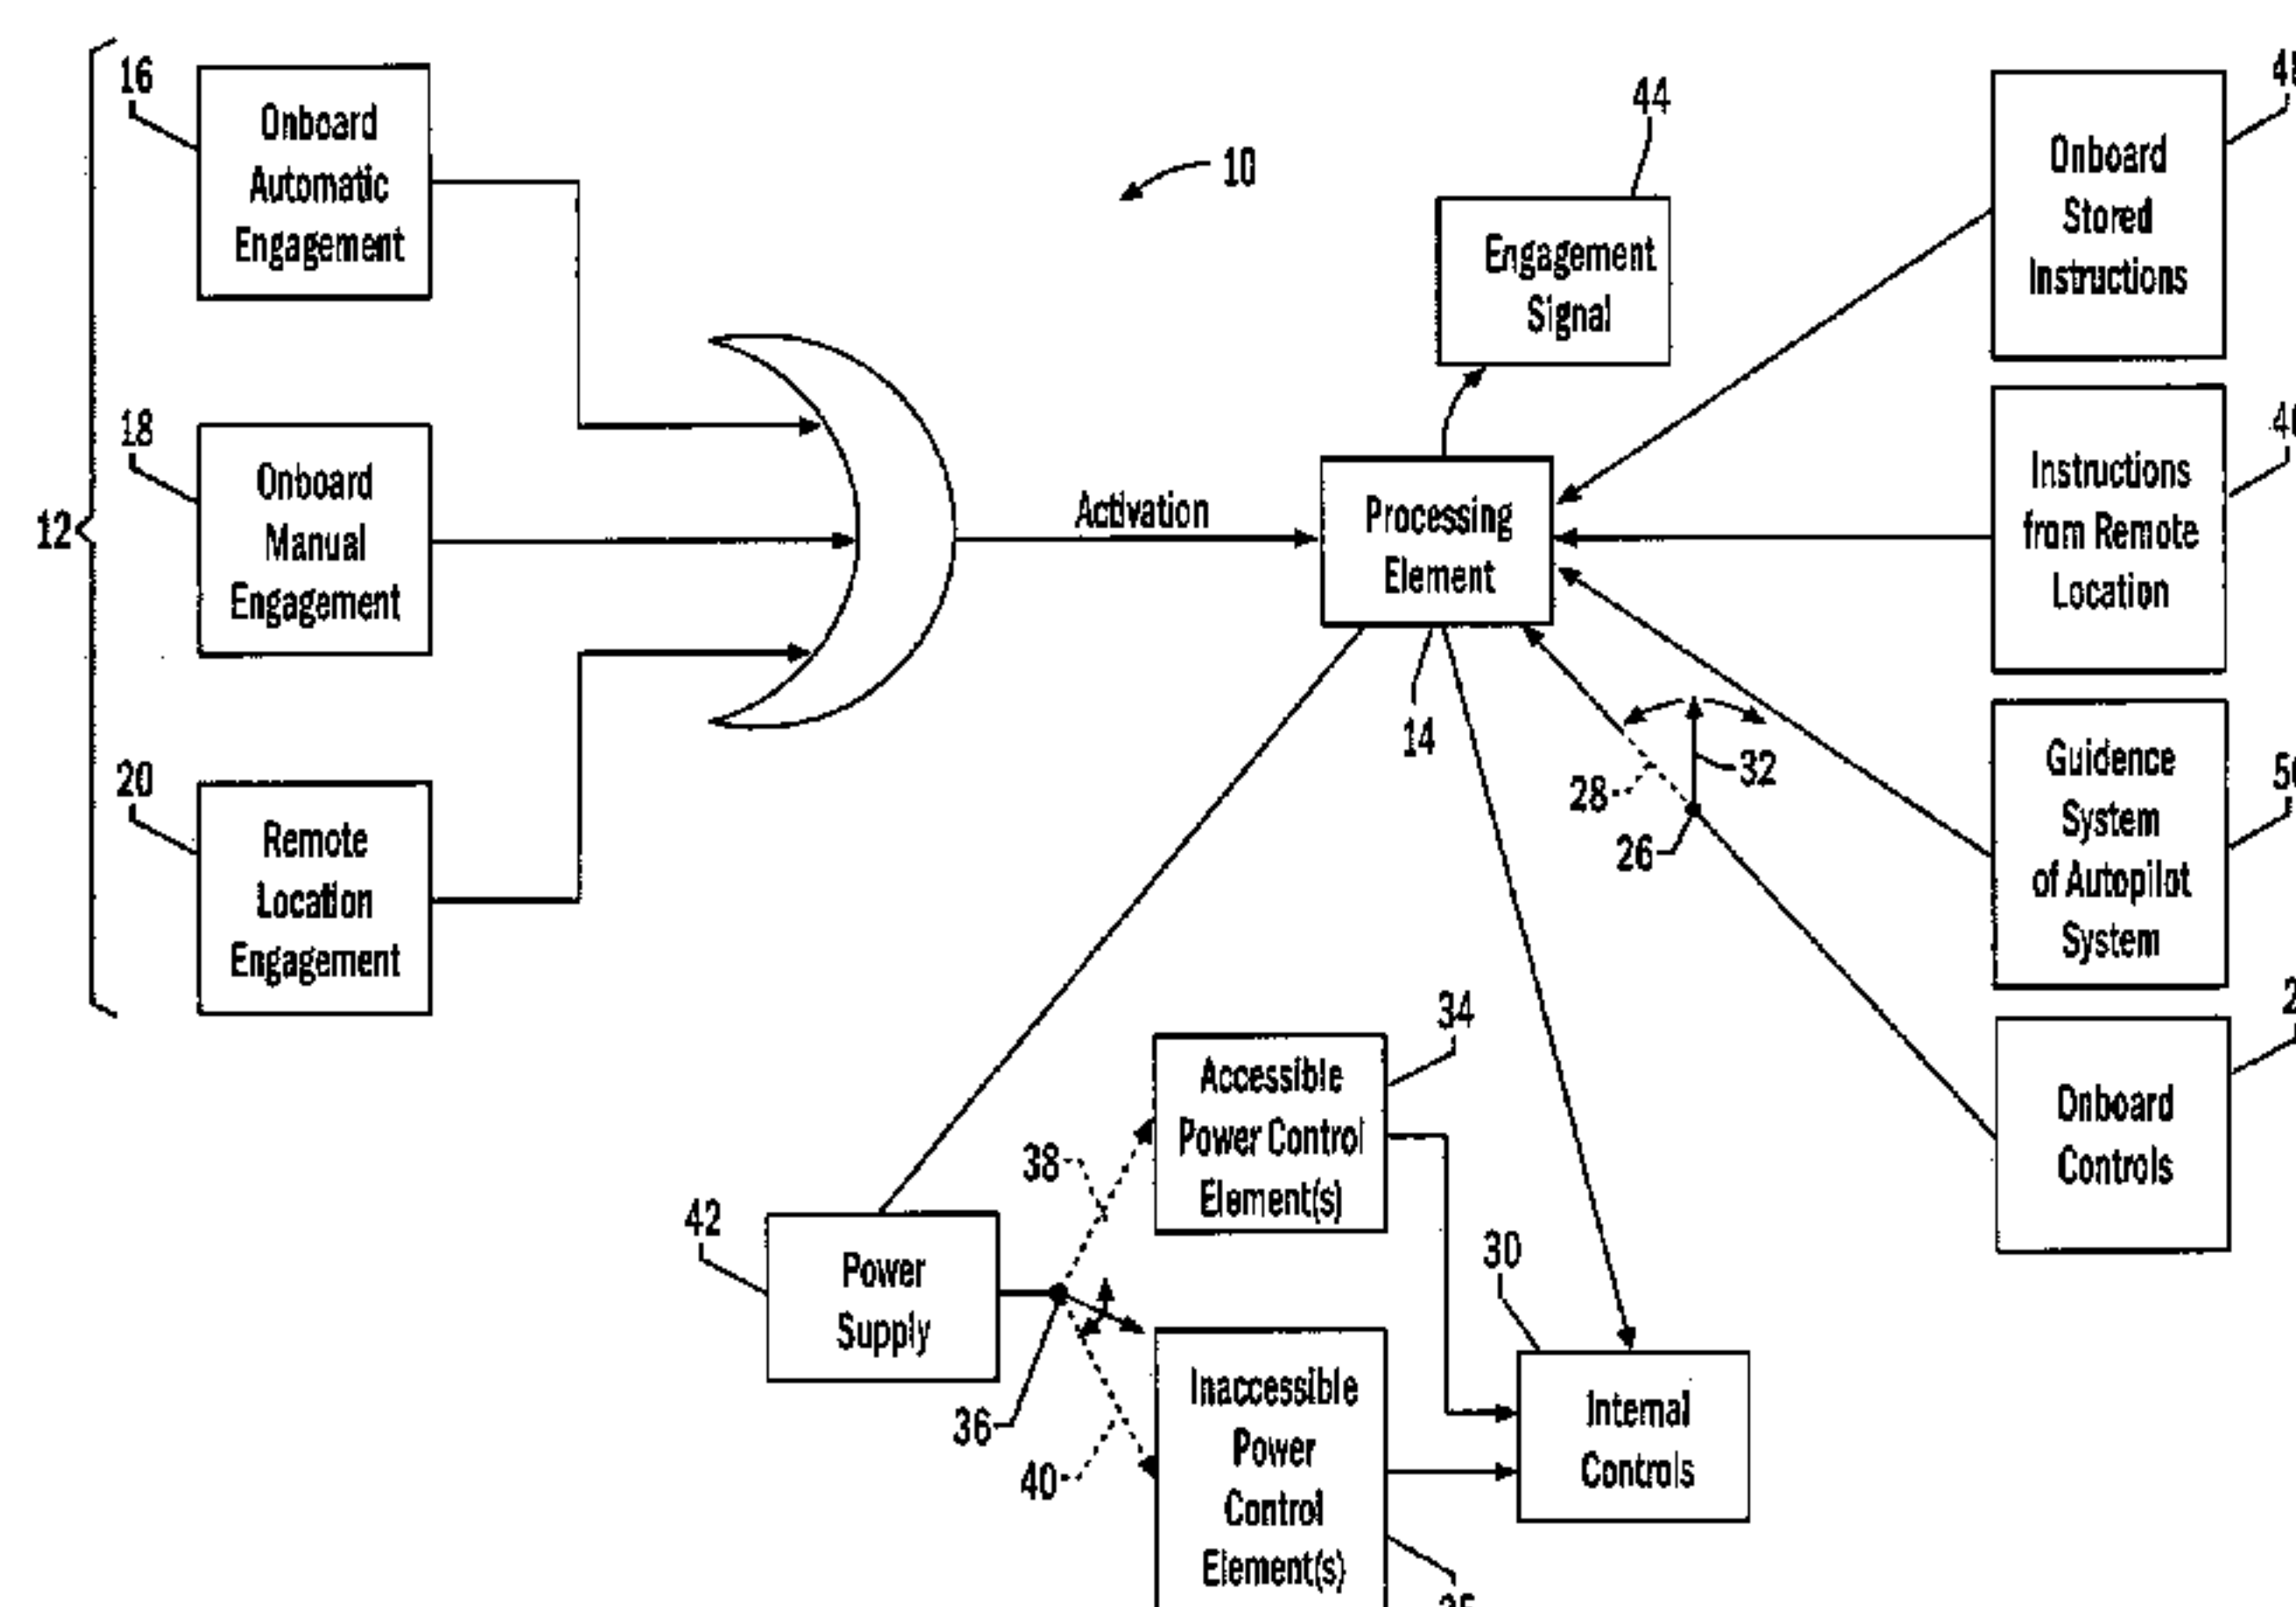 16
Onboard
Automatic
Engagement
18
Onboard
Manual
Engagement
12
20
Remote
Location
Engagement
10
44
Engagement
Signal
Activation
Processing
Element
14
Onboard
Stored
Instructions
Instructions
from Remote
Location
Guidence
System
of Autopilot
System
Onboard
Controls
28
32
26
34
Accessible
Power Control
Element(s)
38
42
Power
Supply
36
40
Inaccessible
Power
Control
Element(s)
30
Internal
Controls